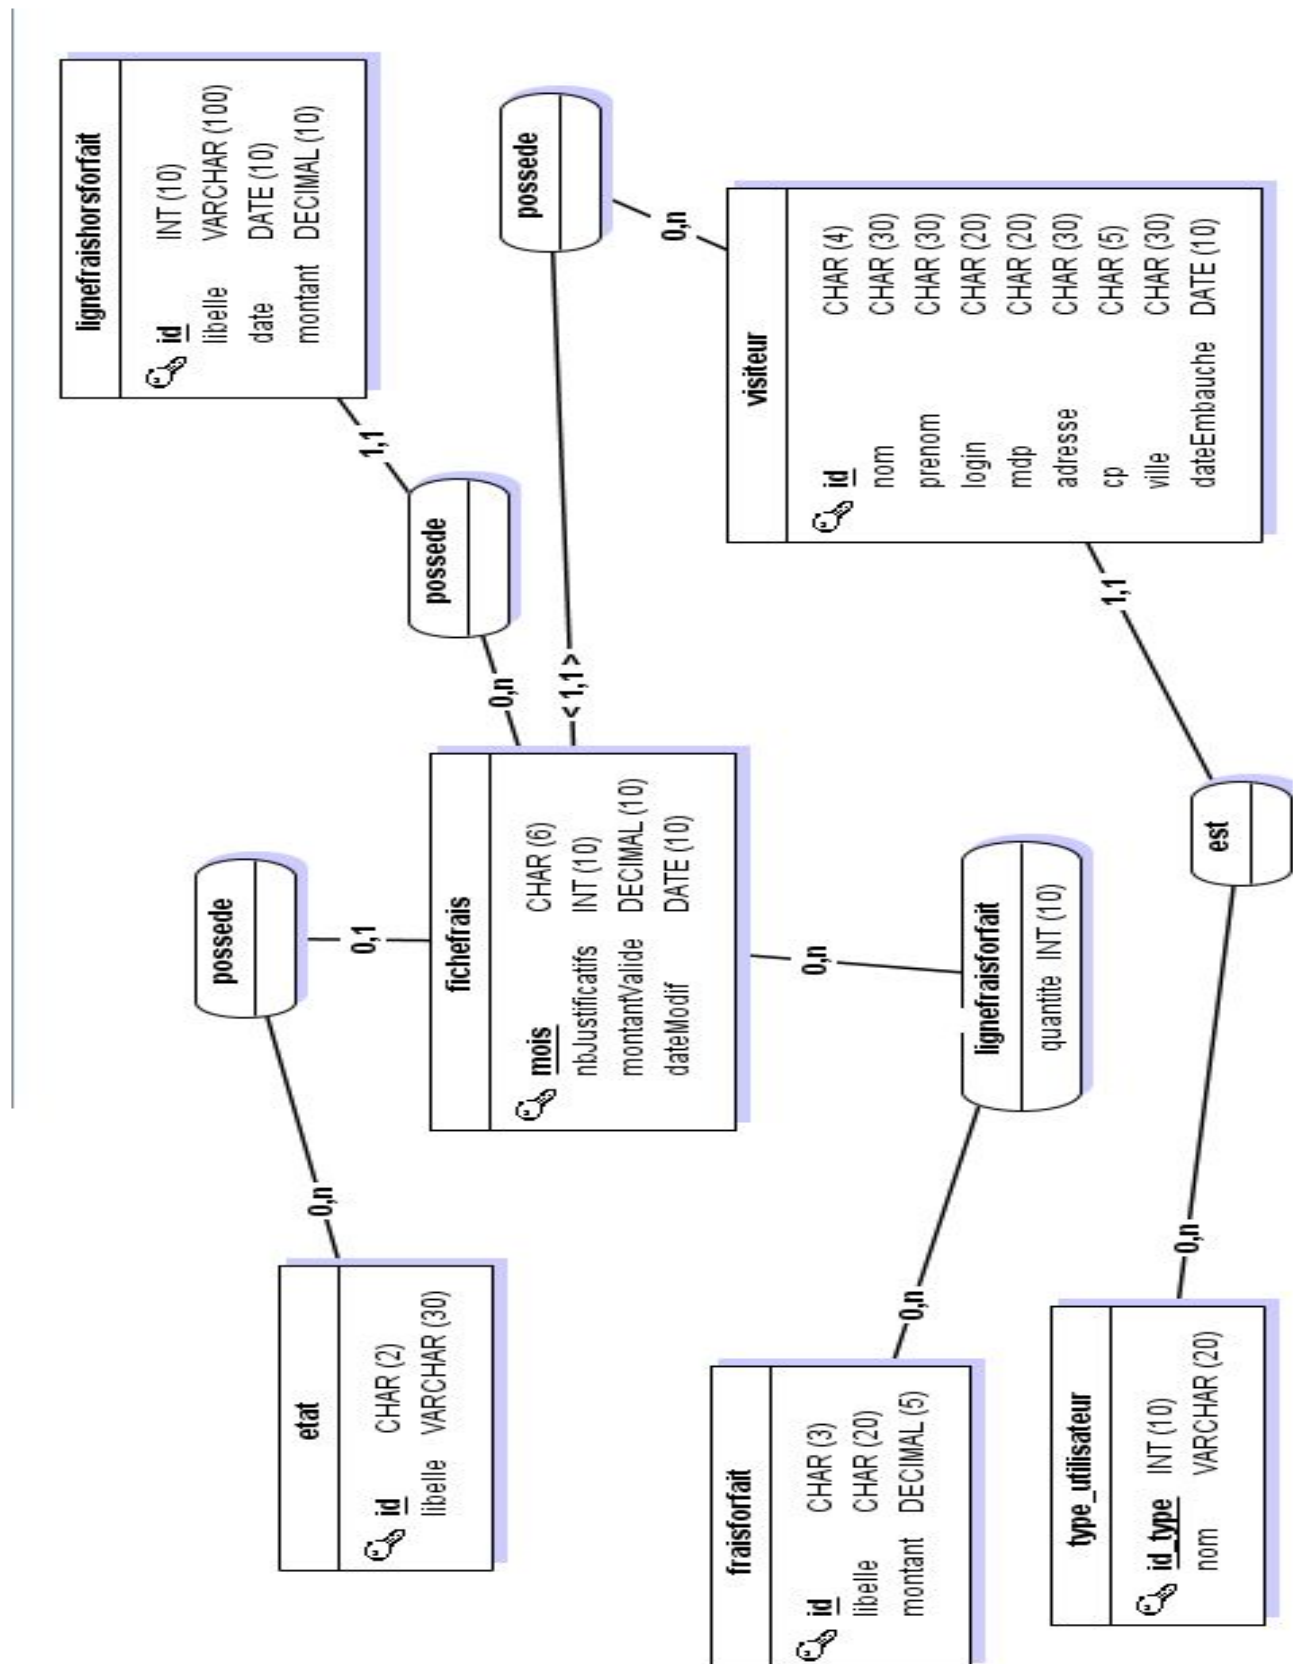 lignefraishorsforfait
id INT (10)
libelle VARCHAR (100)
date DATE (10)
montant DECIMAL (10)
1,1
possede
0,n
possede
0,1
0,n
etat
id CHAR (2)
libelle VARCHAR (30)
fichefrais
mois CHAR (6)
nbJustificatifs INT (10)
montantValide DECIMAL (10)
dateModif DATE (10)
< 1,1 >
possede
0,n
visiteur
id CHAR (4)
nom CHAR (30)
prenom CHAR (30)
login CHAR (20)
mdp CHAR (20)
adresse CHAR (30)
cp CHAR (5)
ville CHAR (30)
dateEmbauche DATE (10)
0,n
lignefraisforfait
quantite INT (10)
0,n
fraisforfait
id CHAR (3)
libelle CHAR (20)
montant DECIMAL (5)
1,1
est
0,n
type_utilisateur
id_type INT (10)
nom VARCHAR (20)